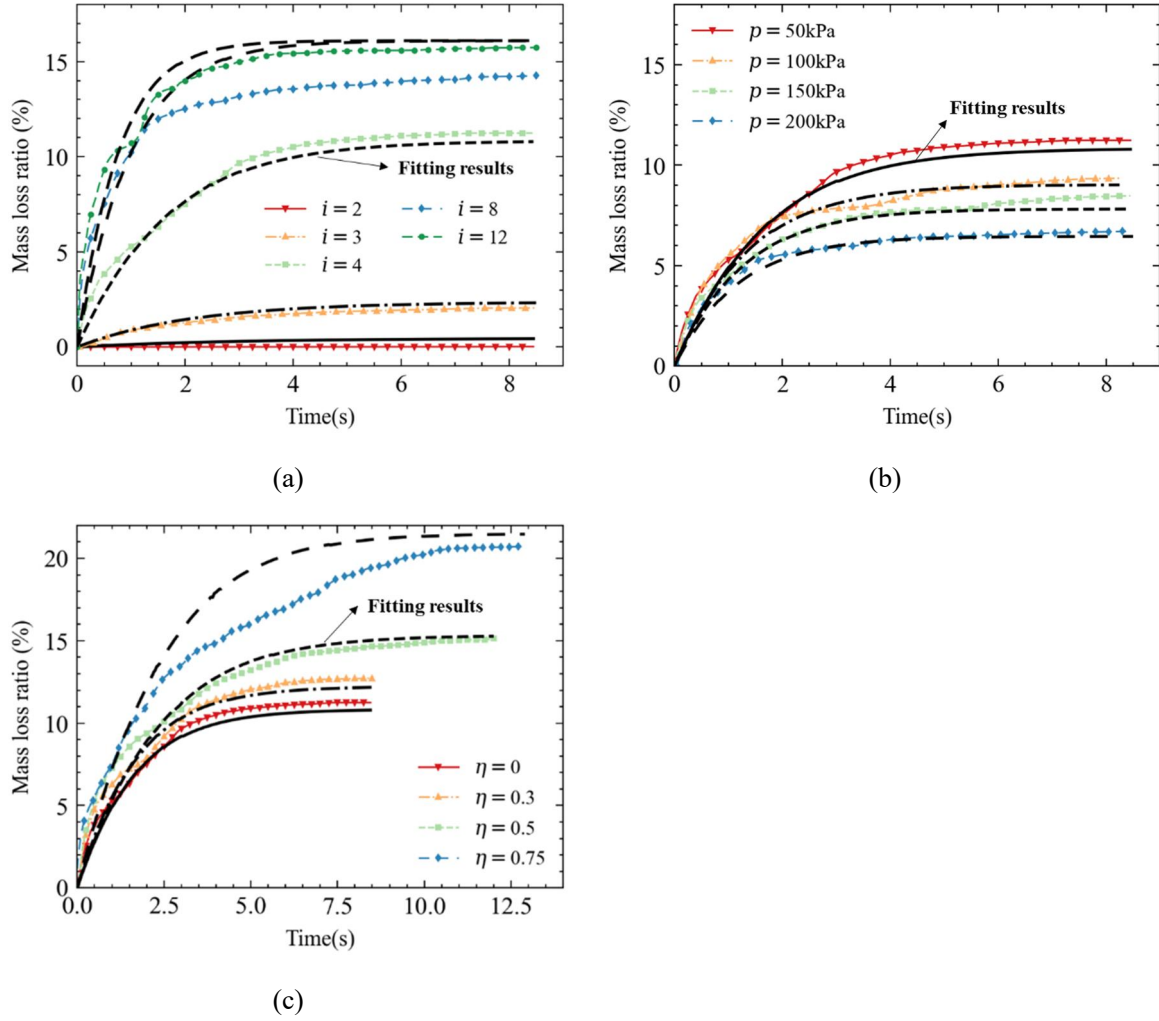 Mass loss ratio (%)
15
10
5
0
Fitting results
i = 2
i = 3
i = 4
i = 8
i = 12
0 2 4 6 8
Time(s)
(a)
Mass loss ratio (%)
15
10
5
0
p = 50kPa
p = 100kPa
p = 150kPa
p = 200kPa
Fitting results
0 2 4 6 8
Time(s)
(b)
Mass loss ratio (%)
20
15
10
5
0
Fitting results
η = 0
η = 0.3
η = 0.5
η = 0.75
0.0 2.5 5.0 7.5 10.0 12.5
Time(s)
(c)